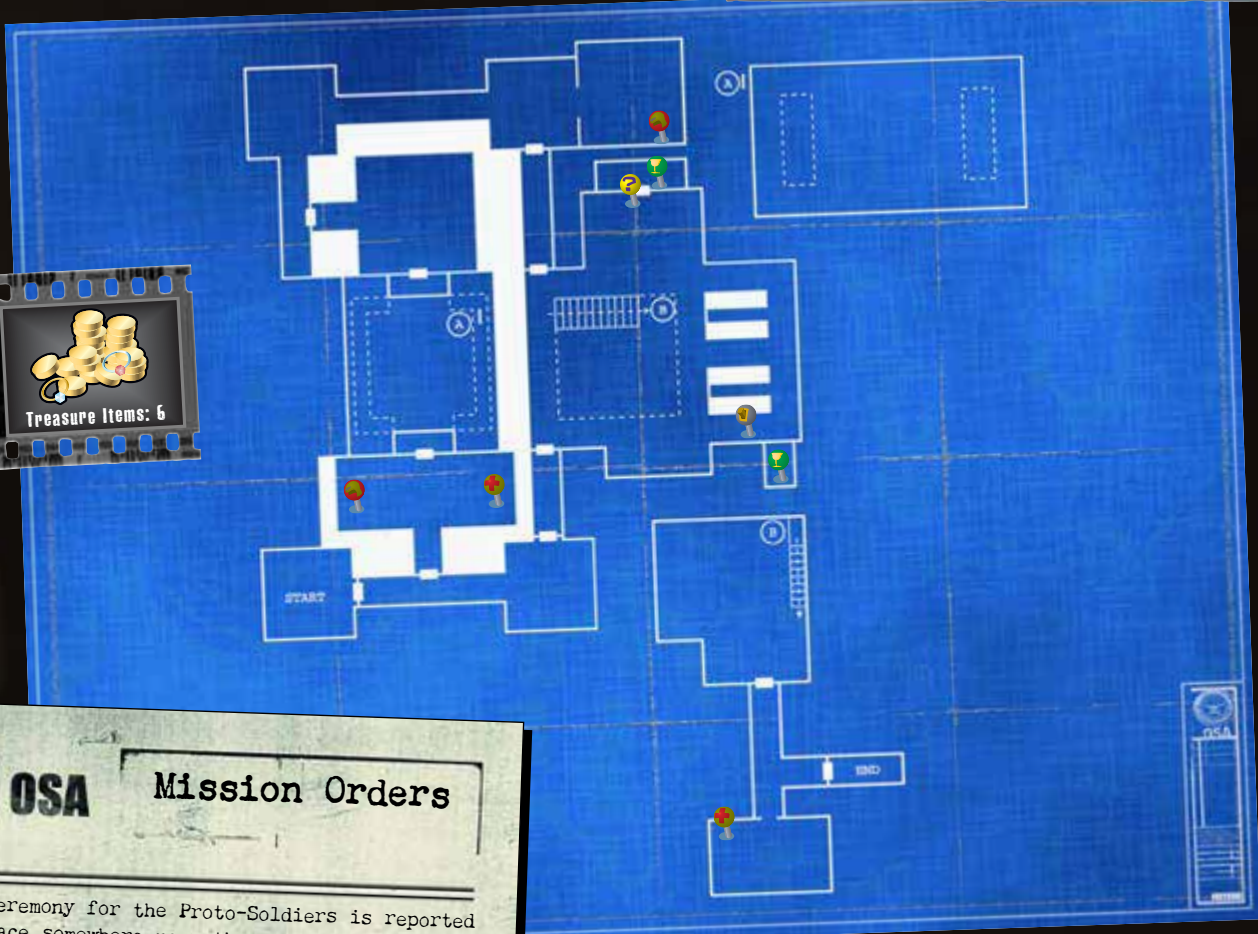 A
?
A
B
Treasure Items: 6
START
B
OSA
END
OSA
Mission Orders
eremony for the Proto-Soldiers is reported